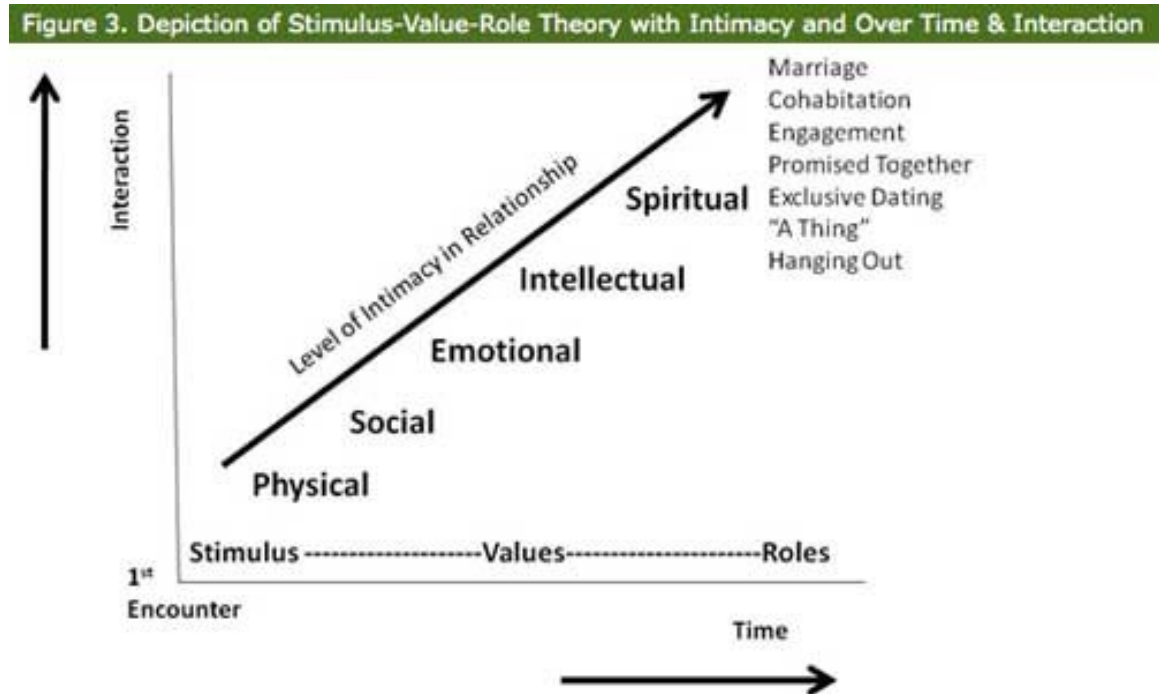 Figure 3. Depiction of Stimulus-Value-Role Theory with Intimacy and Over Time & Interaction
Interaction
Level of Intimacy in Relationship
Marriage
Cohabitation
Engagement
Promised Together
Exclusive Dating
"A Thing"
Hanging Out
Spiritual
Intellectual
Emotional
Social
Physical
Stimulus--------------------Values----------------------Roles
1st
Encounter
Time